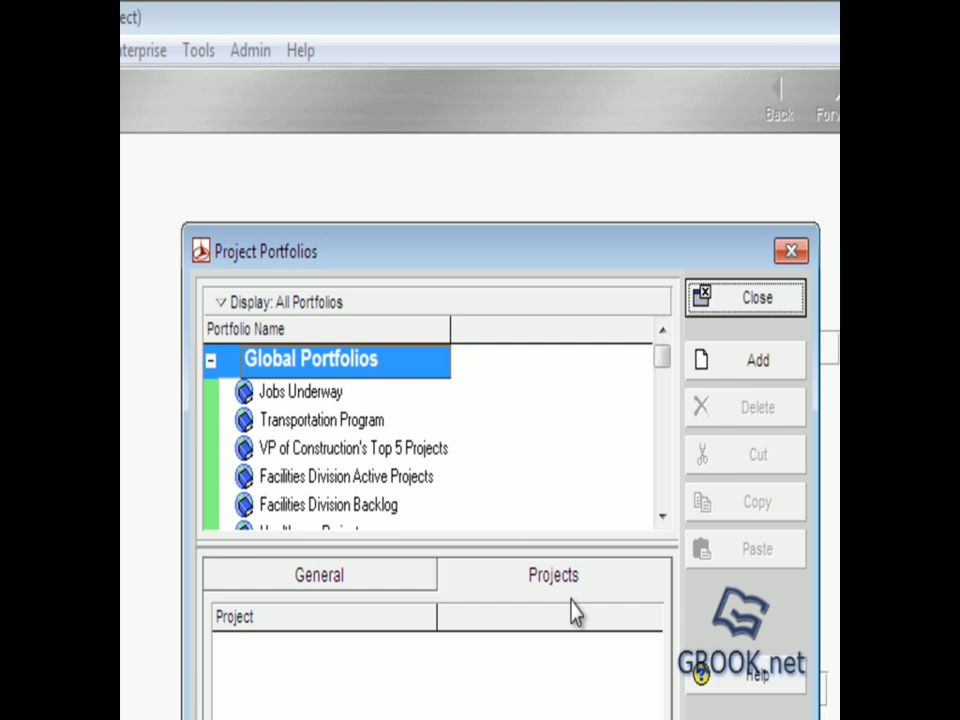 ect)
nterprise Tools Admin Help
Back Forw
Project Portfolios
Display: All Portfolios
Close
Portfolio Name
Global Portfolios
Add
Jobs Underway
Transportation Program
Delete
VP of Construction's Top 5 Projects
Cut
Facilities Division Active Projects
Facilities Division Backlog
Copy
Paste
General Projects
Project
GROOK.net
Help